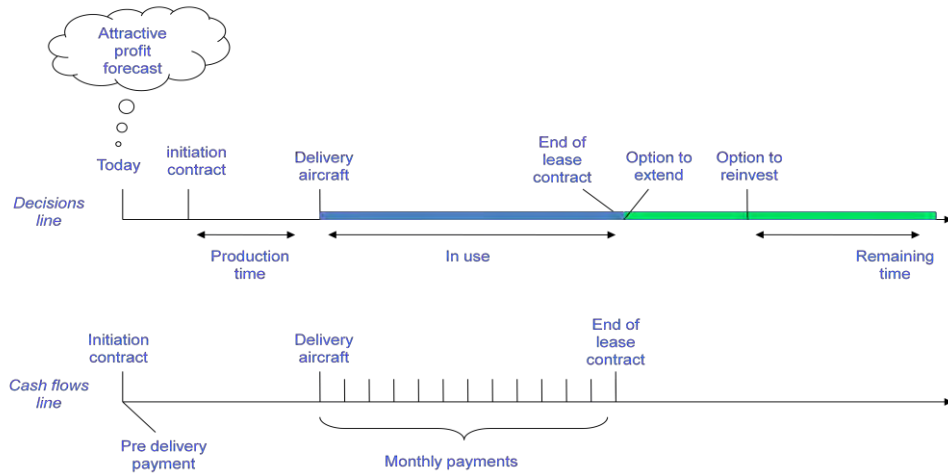 Attractive
profit
forecast
Today
initiation
contract
Delivery
aircraft
End of
lease
contract
Option to
extend
Option to
reinvest
Decisions
line
Production
time
In use
Remaining
time
Initiation
contract
Delivery
aircraft
End of
lease
contract
Cash flows
line
Pre delivery
payment
Monthly payments